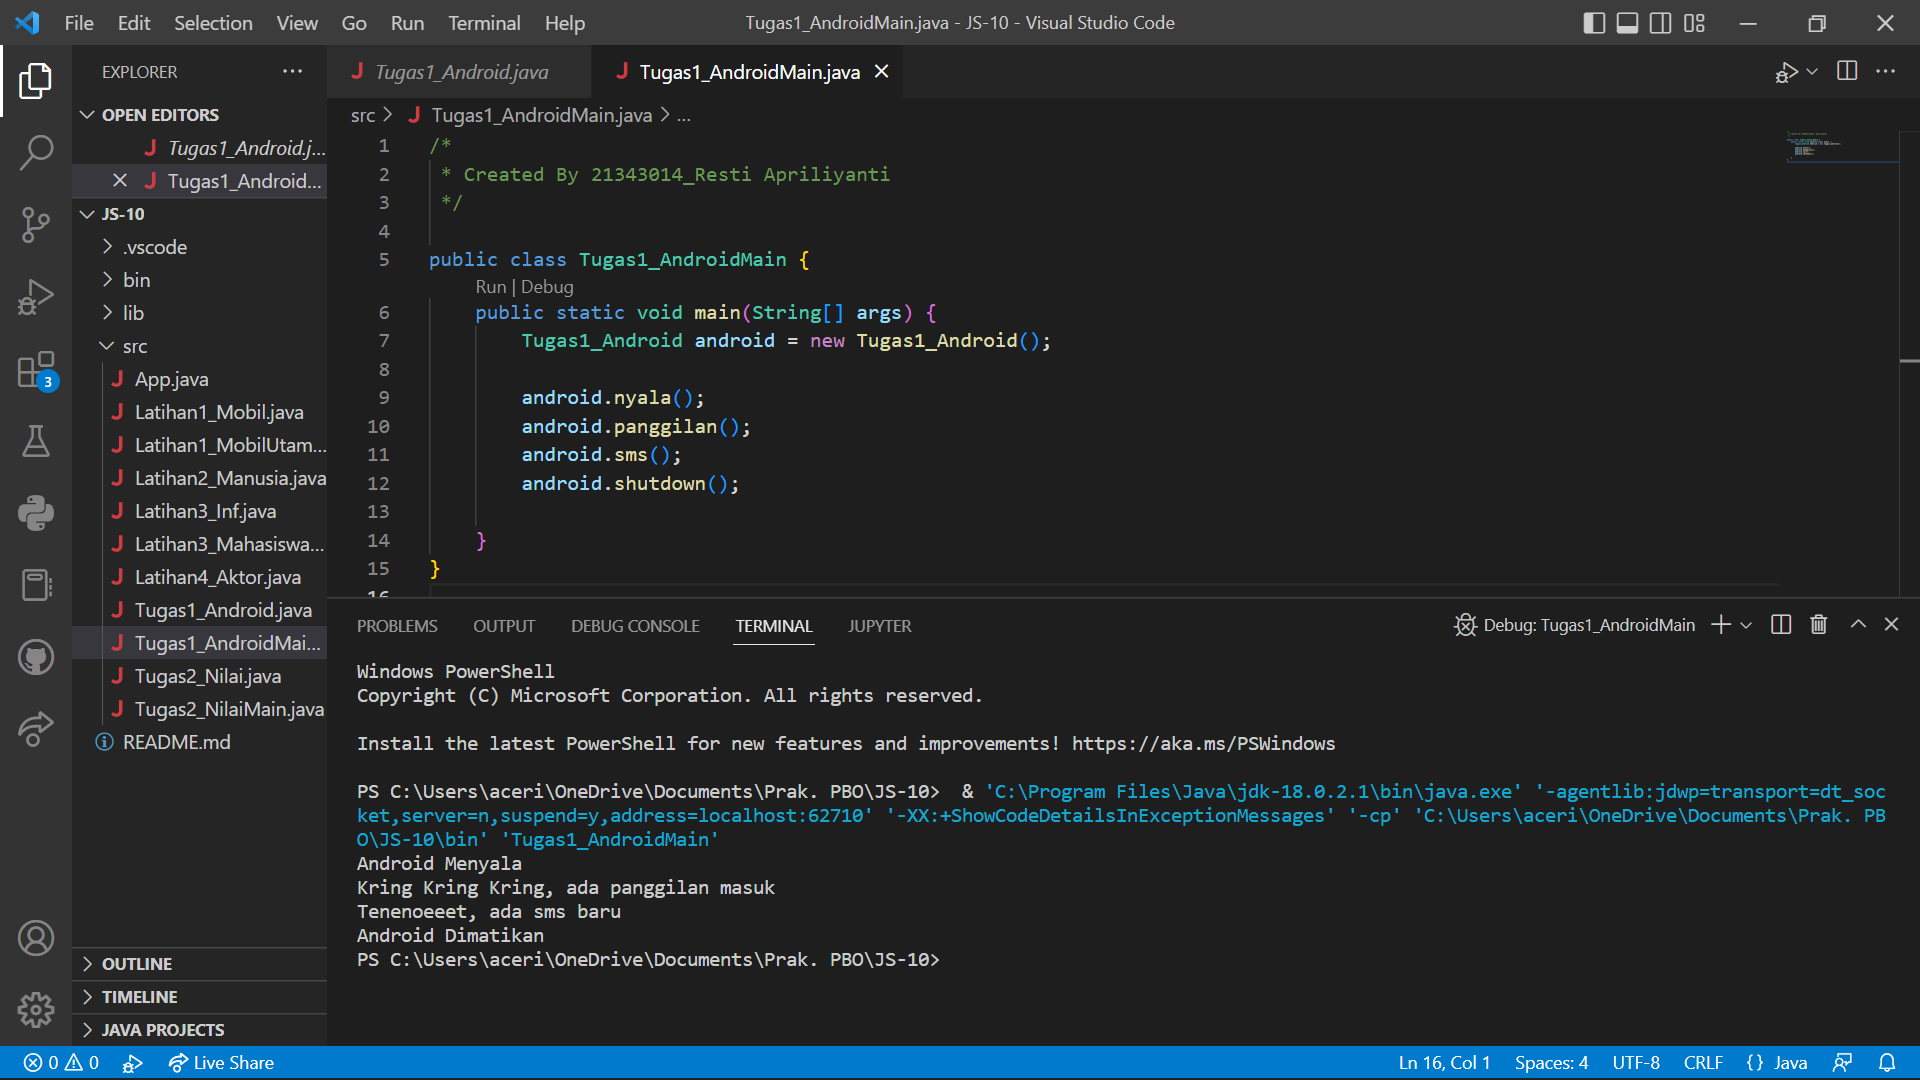 File Edit Selection View Go Run Terminal Help
Tugas1_AndroidMain.java - JS-10 - Visual Studio Code
EXPLORER
OPEN EDITORS
Tugas1_Android.j...
Tugas1_Android...
JS-10
.vscode
bin
lib
src
App.java
Latihan1_Mobil.java
Latihan1_MobilUtam...
Latihan2_Manusia.java
Latihan3_Inf.java
Latihan3_Mahasiswa...
Latihan4_Aktor.java
Tugas1_Android.java
Tugas1_AndroidMai...
Tugas2_Nilai.java
Tugas2_NilaiMain.java
README.md
OUTLINE
TIMELINE
JAVA PROJECTS
3
Tugas1_Android.java
Tugas1_AndroidMain.java
src > Tugas1_AndroidMain.java > ...
1 /*
2 * Created By 21343014_Resti Apriliyanti
3 */
4
5 public class Tugas1_AndroidMain {
Run | Debug
6 public static void main(String[] args) {
7 Tugas1_Android android = new Tugas1_Android();
8
9 android.nyala();
10 android.panggilan();
11 android.sms();
12 android.shutdown();
13
14 }
15 }
16
PROBLEMS OUTPUT DEBUG CONSOLE TERMINAL JUPYTER
Debug: Tugas1_AndroidMain
Windows PowerShell
Copyright (C) Microsoft Corporation. All rights reserved.
Install the latest PowerShell for new features and improvements! https://aka.ms/PSWindows
PS C:\Users\aceri\OneDrive\Documents\Prak. PBO\JS-10> & 'C:\Program Files\Java\jdk-18.0.2.1\bin\java.exe' '-agentlib:jdwp=transport=dt_soc
ket,server=n,suspend=y,address=localhost:62710' '-XX:+ShowCodeDetailsInExceptionMessages' '-cp' 'C:\Users\aceri\OneDrive\Documents\Prak. PB
O\JS-10\bin' 'Tugas1_AndroidMain'
Android Menyala
Kring Kring Kring, ada panggilan masuk
Tenenoeeet, ada sms baru
Android Dimatikan
PS C:\Users\aceri\OneDrive\Documents\Prak. PBO\JS-10>
0 0 Live Share
Ln 16, Col 1 Spaces: 4 UTF-8 CRLF {} Java